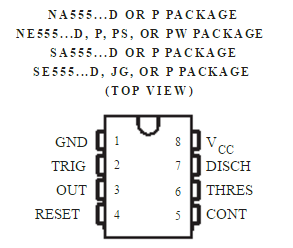 NA555...D OR P PACKAGE
NE555...D, P, PS, OR PW PACKAGE
SA555...D OR P PACKAGE
SE555...D, JG, OR P PACKAGE
(TOP VIEW)
GND 1 8 VCC
TRIG 2 7 DISCH
OUT 3 6 THRES
RESET 4 5 CONT